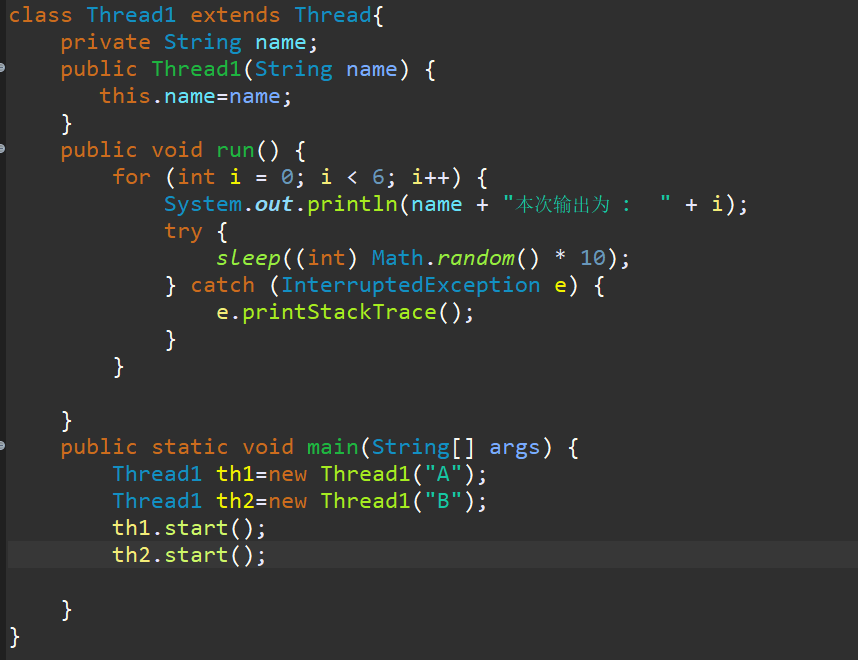 class Thread1 extends Thread{
    private String name;
    public Thread1(String name) {
       this.name=name;
    }
    public void run() {
        for (int i = 0; i < 6; i++) {
            System.out.println(name + "本次输出为 :  " + i);
            try {
                sleep((int) Math.random() * 10);
            } catch (InterruptedException e) {
                e.printStackTrace();
            }
        }

    }
    public static void main(String[] args) {
        Thread1 th1=new Thread1("A");
        Thread1 th2=new Thread1("B");
        th1.start();
        th2.start();

    }
}